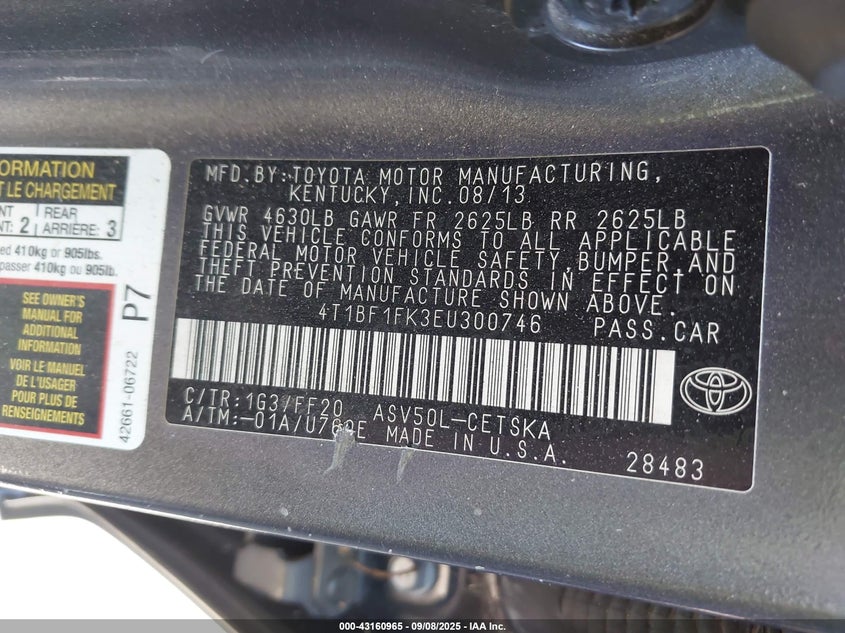 ORMATION
T LE CHARGEMENT
NT
NT: 2
REAR
ARRIÈRE: 3
ed 410kg or 905lbs.
passer 410kg ou 905lb.
SEE OWNER'S
MANUAL FOR
ADDITIONAL
INFORMATION
VOIR LE MANUEL
DE L'USAGER
POUR PLUS DE
RENSEIGNEMENTS
P7
42661-06722
MFD.BY:TOYOTA MOTOR MANUFACTURING,
KENTUCKY,INC.08/13
GVWR 4630LB GAWR FR 2625LB RR 2625LB
THIS VEHICLE CONFORMS TO ALL APPLICABLE
FEDERAL MOTOR VEHICLE SAFETY,BUMPER,AND
THEFT PREVENTION STANDARDS IN EFFECT ON
THE DATE OF MANUFACTURE SHOWN ABOVE.
4T1BF1FK3EU300746 PASS.CAR
C/TR:1G3/FF20 ASV50L-CETSKA
A/TM:-01A/U760E MADE IN U.S.A.
28483
000-43160965 - 09/08/2025 - IAA Inc.